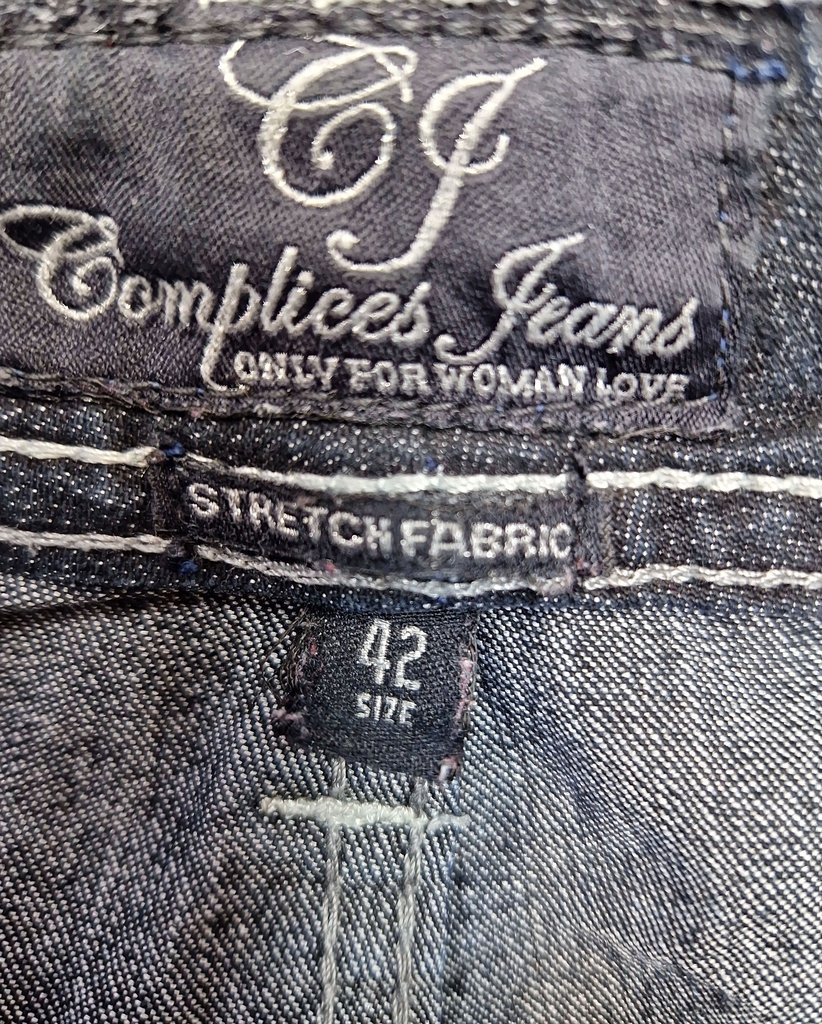 CJ
Complices Jeans
ONLY FOR WOMAN LOVE
STRETCH FABRIC
42
SIZE